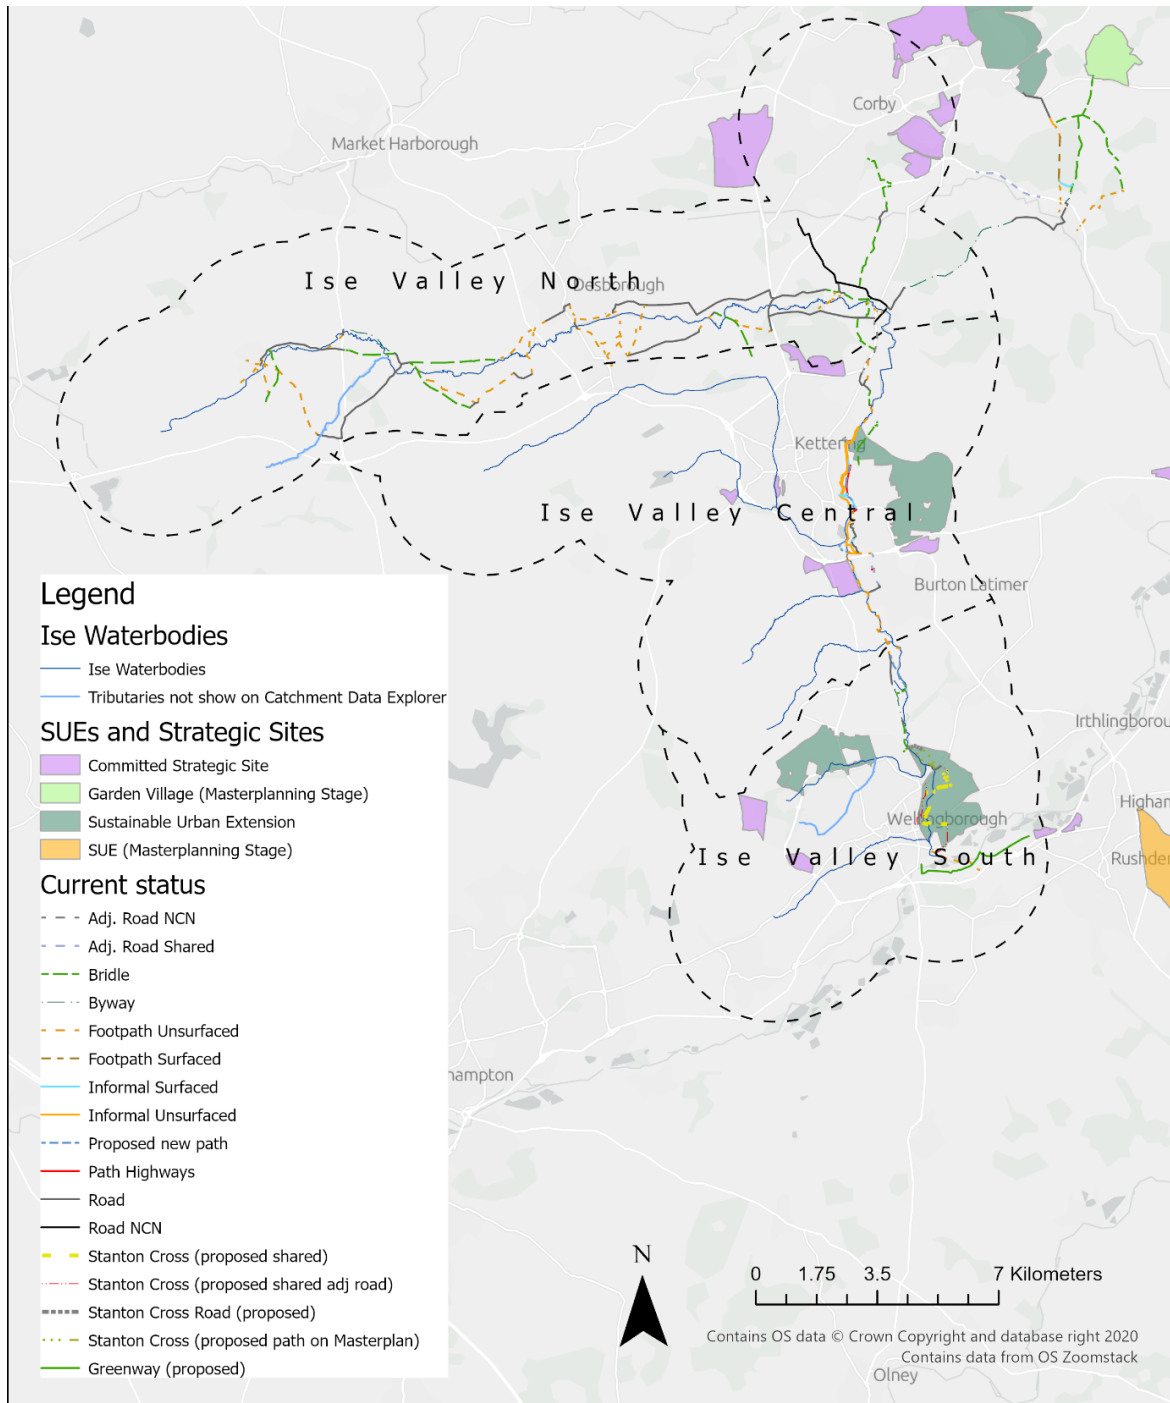 Corby
Market Harborough
Ise Valley North
Desborough
Kettering
Ise Valley Central
Burton Latimer
Irthlingborou
Higham
Wellingborough
Rushden
Ise Valley South
hampton
Olney
Legend
Ise Waterbodies
Ise Waterbodies
Tributaries not show on Catchment Data Explorer
SUEs and Strategic Sites
Committed Strategic Site
Garden Village (Masterplanning Stage)
Sustainable Urban Extension
SUE (Masterplanning Stage)
Current status
Adj. Road NCN
Adj. Road Shared
Bridle
Byway
Footpath Unsurfaced
Footpath Surfaced
Informal Surfaced
Informal Unsurfaced
Proposed new path
Path Highways
Road
Road NCN
Stanton Cross (proposed shared)
Stanton Cross (proposed shared adj road)
Stanton Cross Road (proposed)
Stanton Cross (proposed path on Masterplan)
Greenway (proposed)
N
0 1.75 3.5 7 Kilometers
Contains OS data © Crown Copyright and database right 2020
Contains data from OS Zoomstack